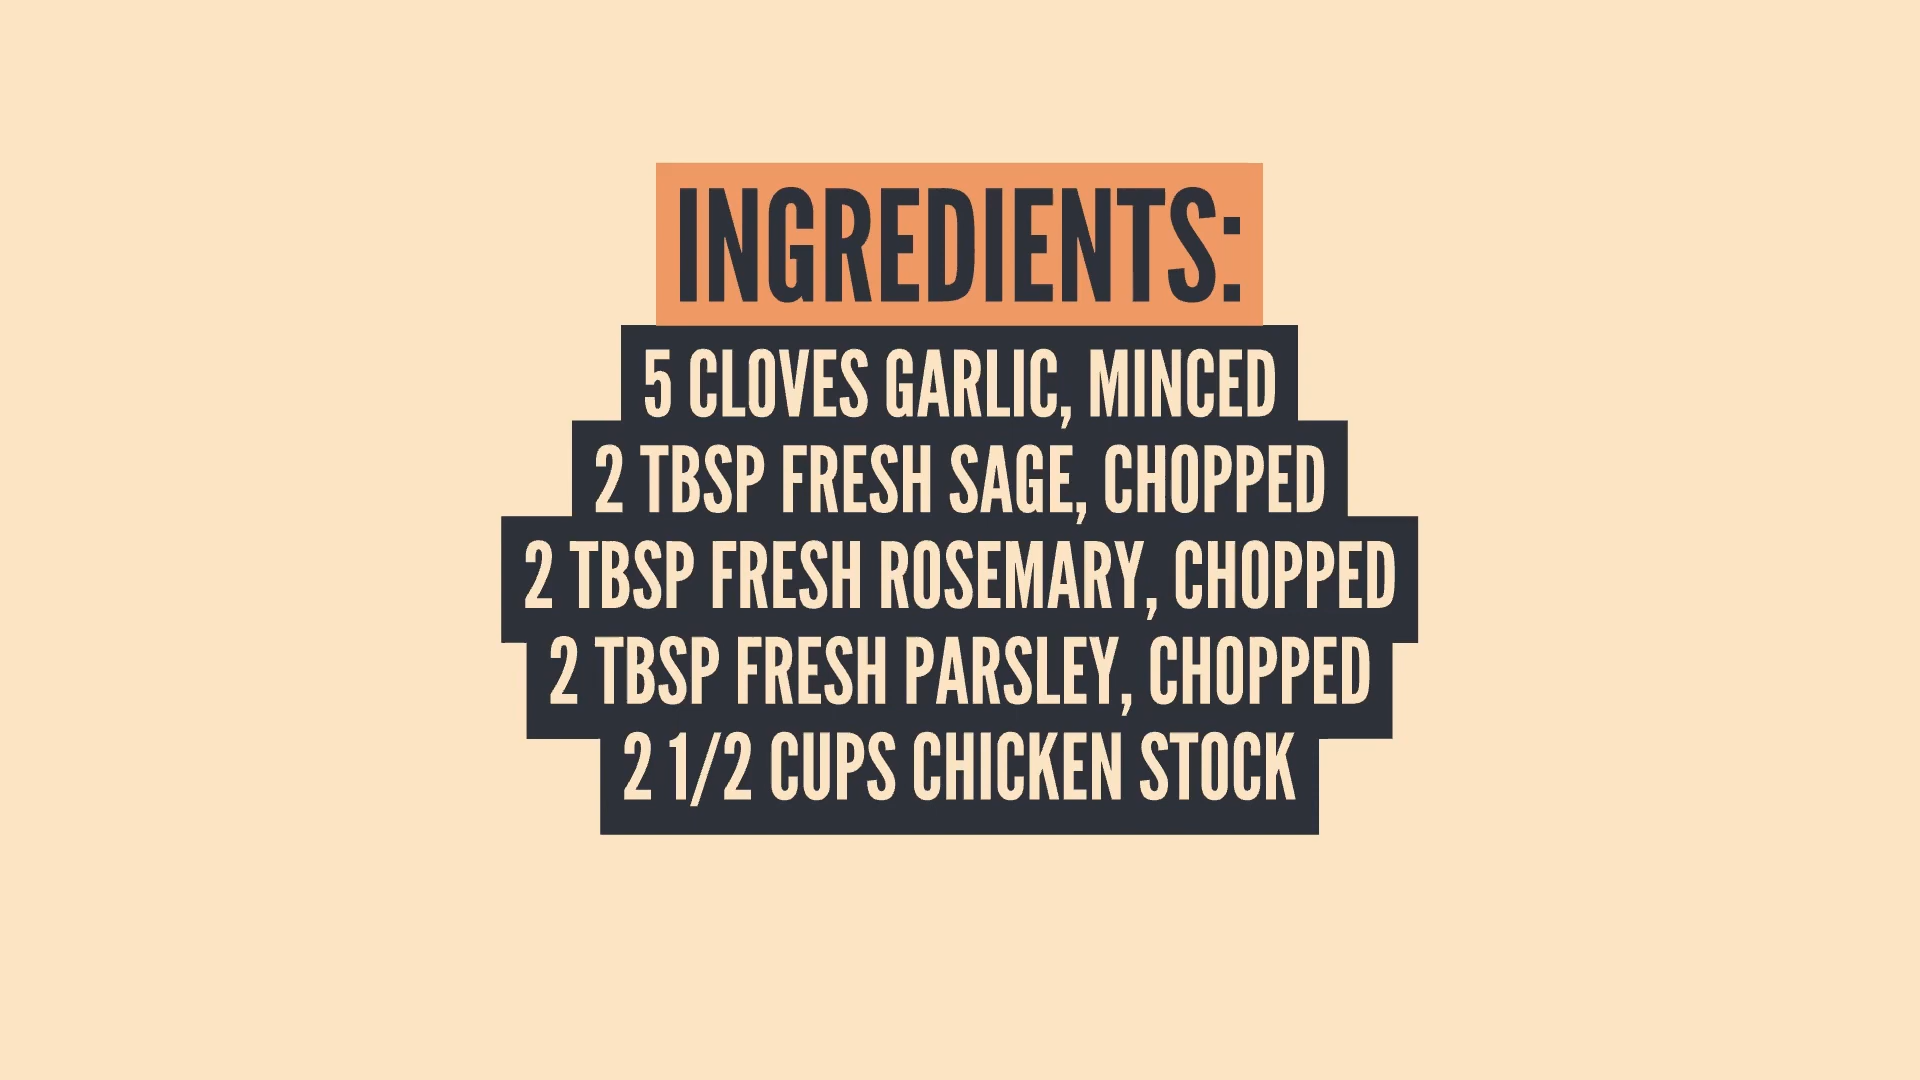 INGREDIENTS:
5 CLOVES GARLIC, MINCED
2 TBSP FRESH SAGE, CHOPPED
2 TBSP FRESH ROSEMARY, CHOPPED
2 TBSP FRESH PARSLEY, CHOPPED
2 1/2 CUPS CHICKEN STOCK